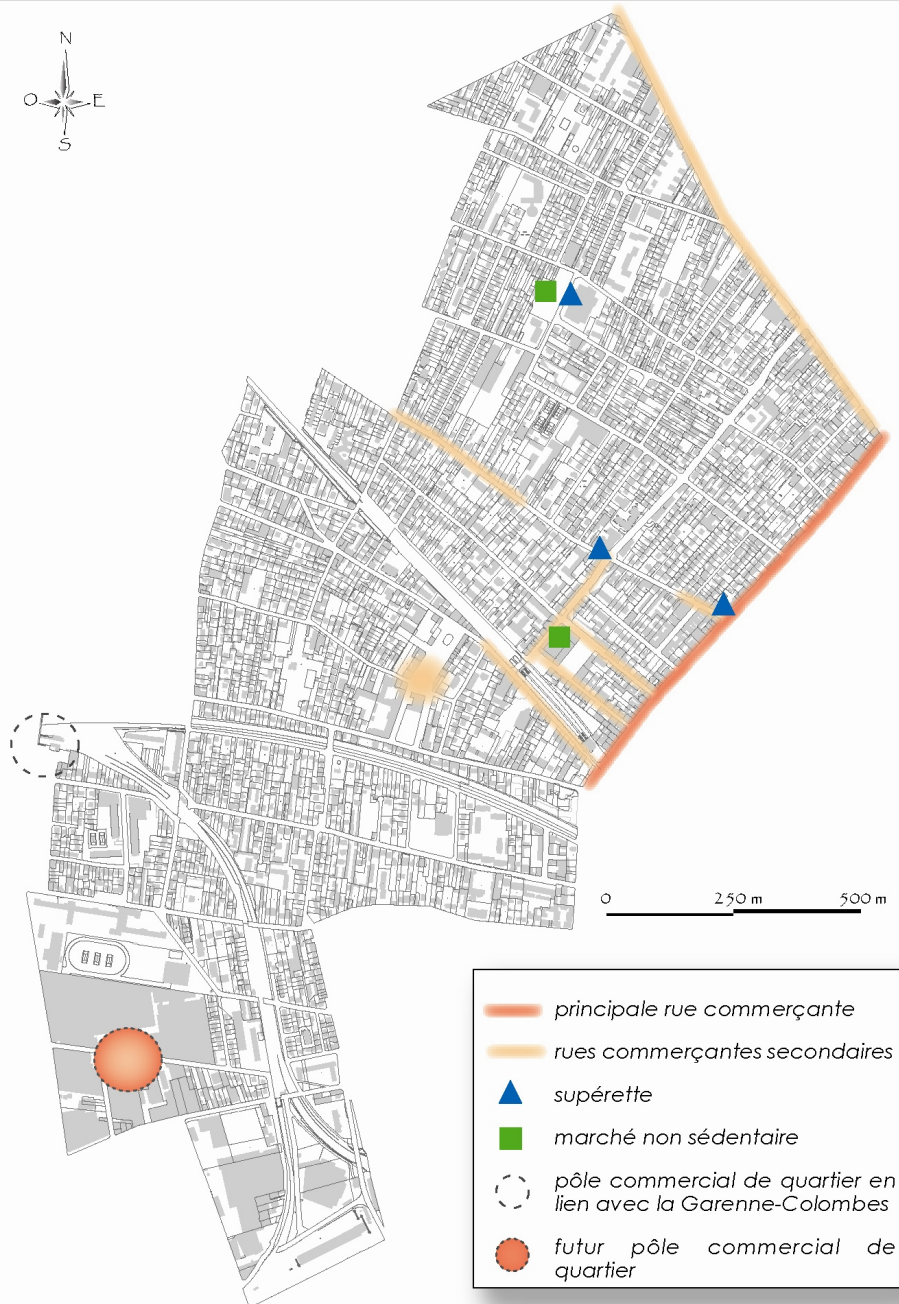 N
O E
S
0 250 m 500 m
principale rue commerçante
rues commerçantes secondaires
supérette
marché non sédentaire
pôle commercial de quartier en
lien avec la Garenne-Colombes
futur pôle commercial de
quartier